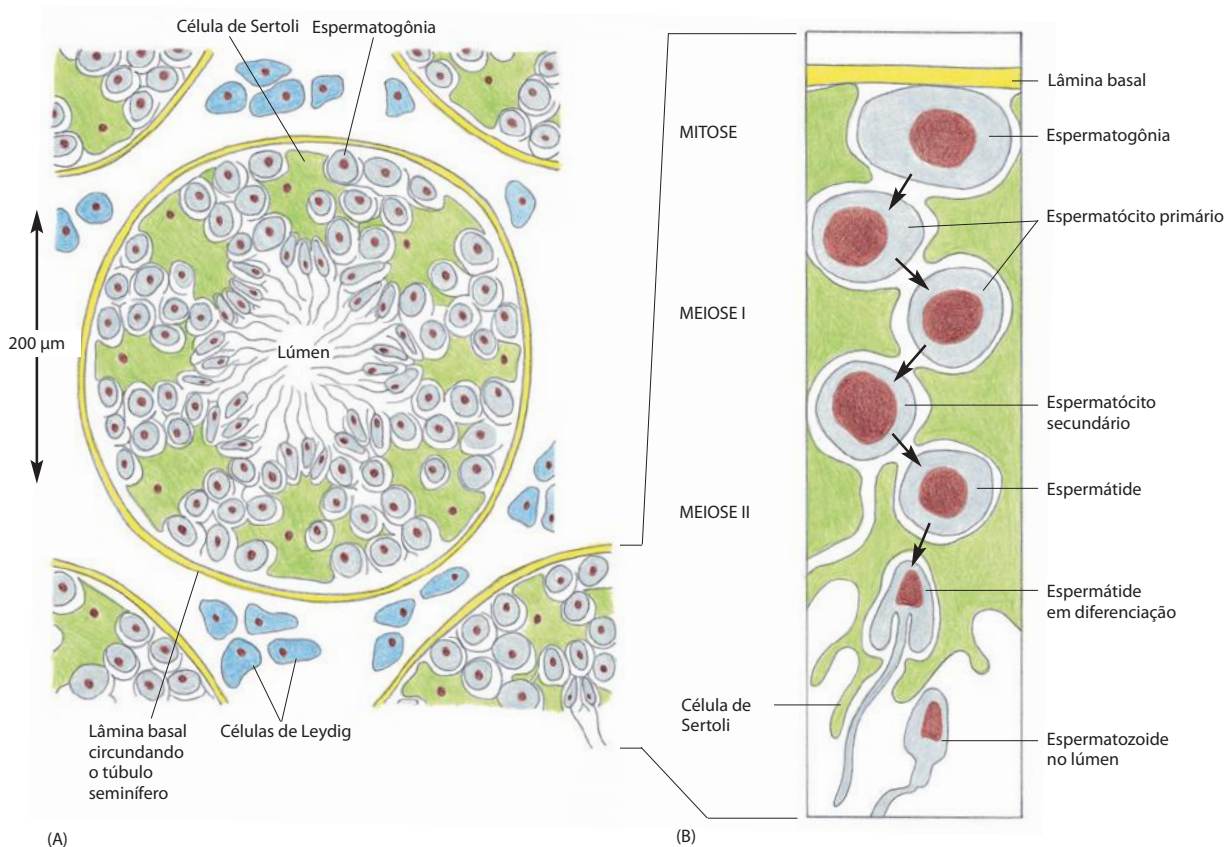 Célula de Sertoli
Espermatogônia
200 µm
Lúmen
Lâmina basal
circundando
o túbulo
seminífero
Células de Leydig
(A)
MITOSE
MEIOSE I
MEIOSE II
Lâmina basal
Espermatogônia
Espermatócito primário
Espermatócito
secundário
Espermátide
Espermátide
em diferenciação
Célula de
Sertoli
Espermatozoide
no lúmen
(B)